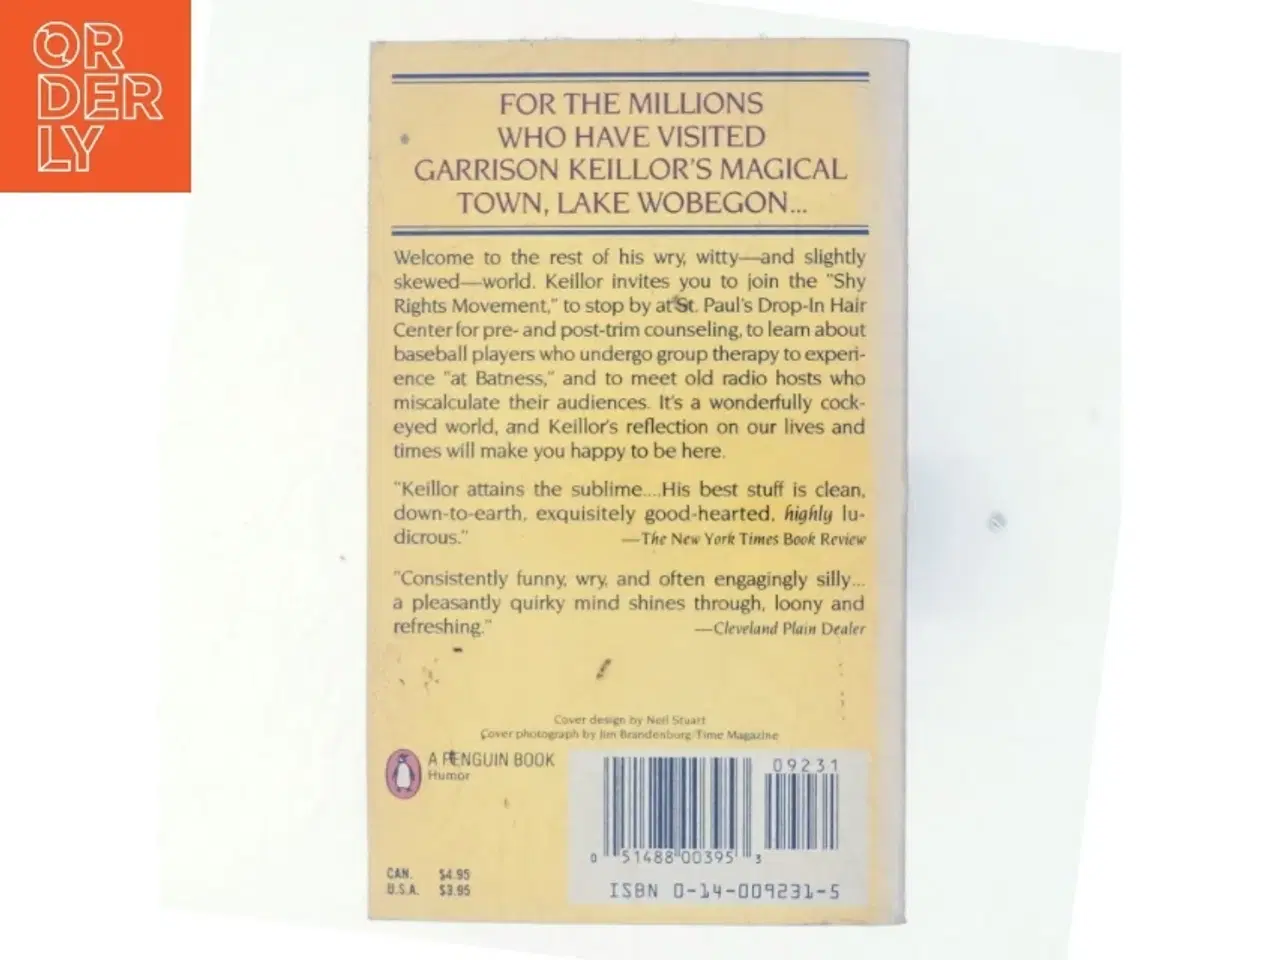 OR
DER
LY
FOR THE MILLIONS
WHO HAVE VISITED
GARRISON KEILLOR'S MAGICAL
TOWN, LAKE WOBEGON...
Welcome to the rest of his wry, witty—and slightly
skewed—world. Keillor invites you to join the "Shy
Rights Movement," to stop by at St. Paul's Drop-In Hair
Center for pre- and post-trim counseling, to learn about
baseball players who undergo group therapy to experi-
ence "at Batness," and to meet old radio hosts who
miscalculate their audiences. It's a wonderfully cock-
eyed world, and Keillor's reflection on our lives and
times will make you happy to be here.
"Keillor attains the sublime....His best stuff is clean,
down-to-earth, exquisitely good-hearted, highly lu-
dicrous." —The New York Times Book Review
"Consistently funny, wry, and often engagingly silly...
a pleasantly quirky mind shines through, loony and
refreshing." —Cleveland Plain Dealer
Cover design by Neil Stuart
Cover photograph by Jim Brandenburg/Time Magazine
A PENGUIN BOOK
Humor
CAN. $4.95
U.S.A. $3.95
09231
0 51488 00395 3
ISBN 0-14-009231-5